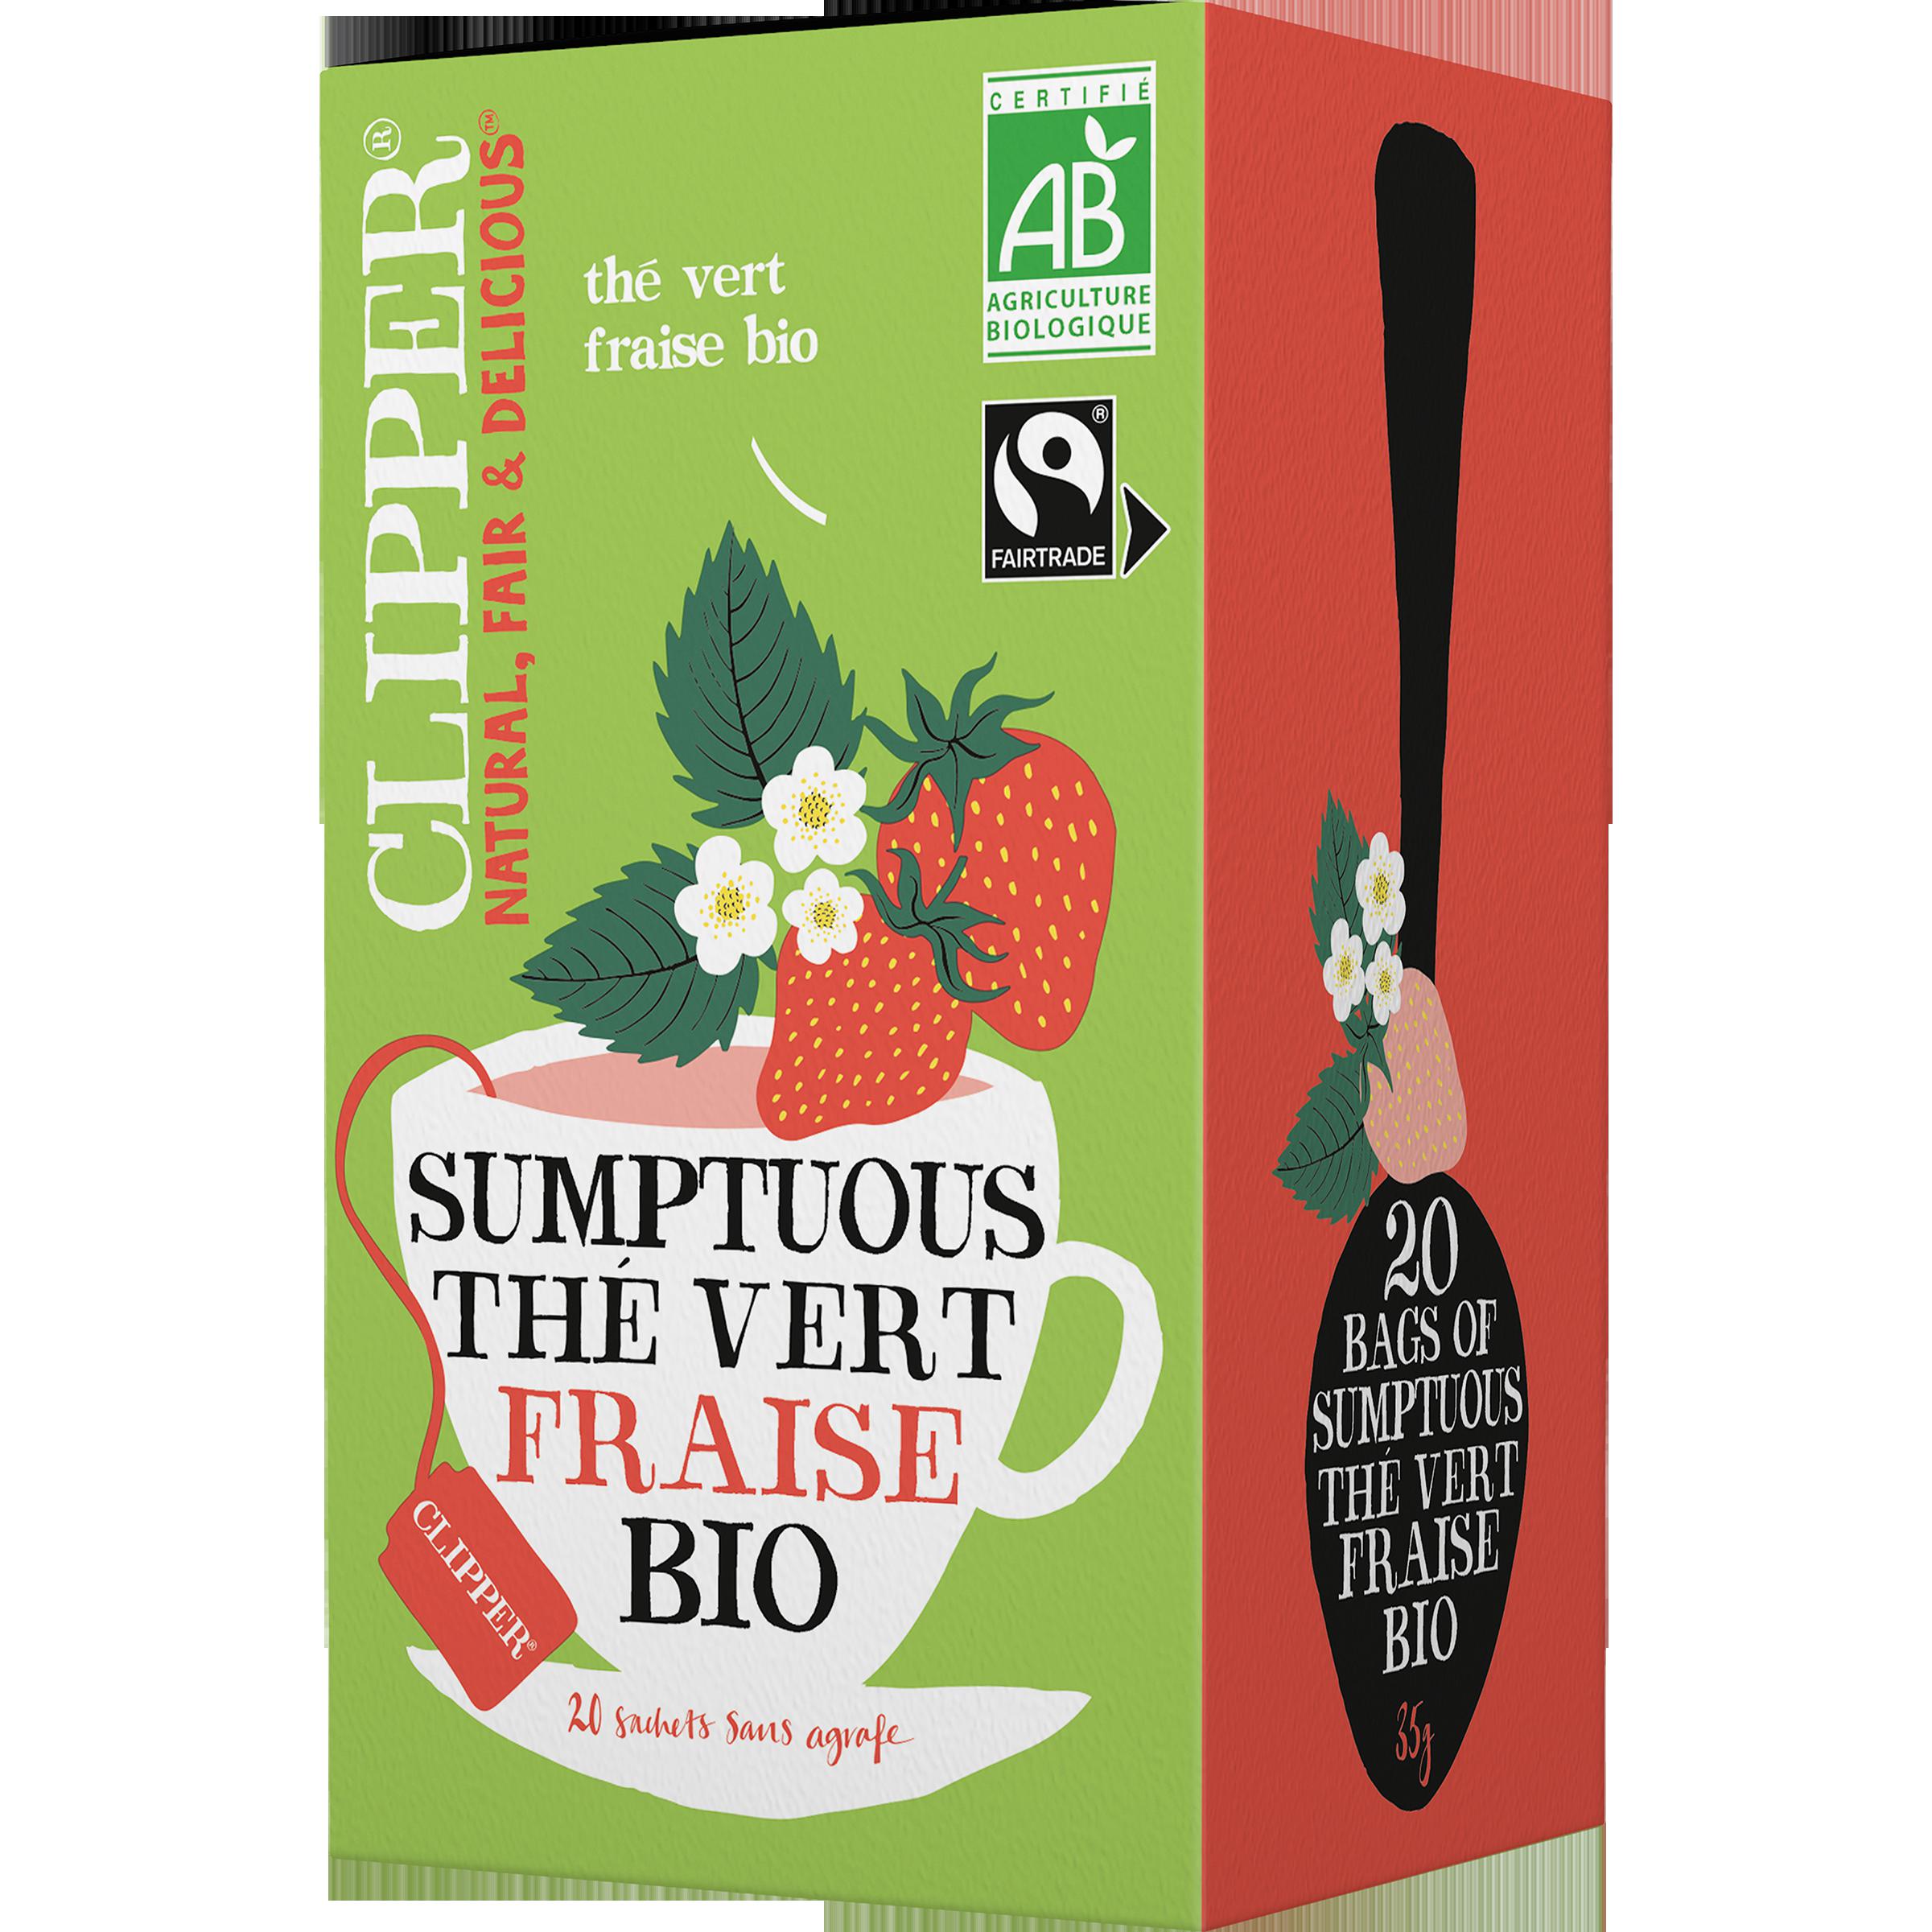 CLIPPER®
NATURAL, FAIR & DELICIOUS™
thé vert
fraise bio
CERTIFIÉ
AB
AGRICULTURE
BIOLOGIQUE
®
FAIRTRADE
SUMPTUOUS
THÉ VERT
FRAISE
BIO
CLIPPER®
20 sachets sans agrafe
20
BAGS OF
SUMPTUOUS
THÉ VERT
FRAISE
BIO
35g